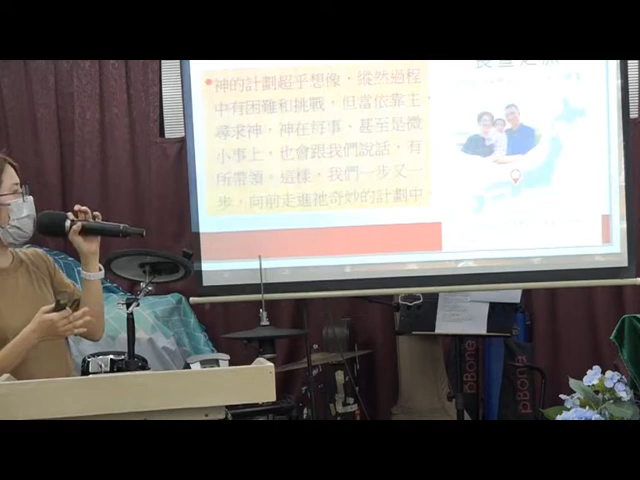 神的計劃超乎想像，縱然過程
中有困難和挑戰，但當依靠主，
尋求神，神在每事、甚至是微
小事上，也會跟我們說話，有
所帶領。這樣，我們一步又一
步，向前走進祂奇妙的計劃中
pBone
pBone